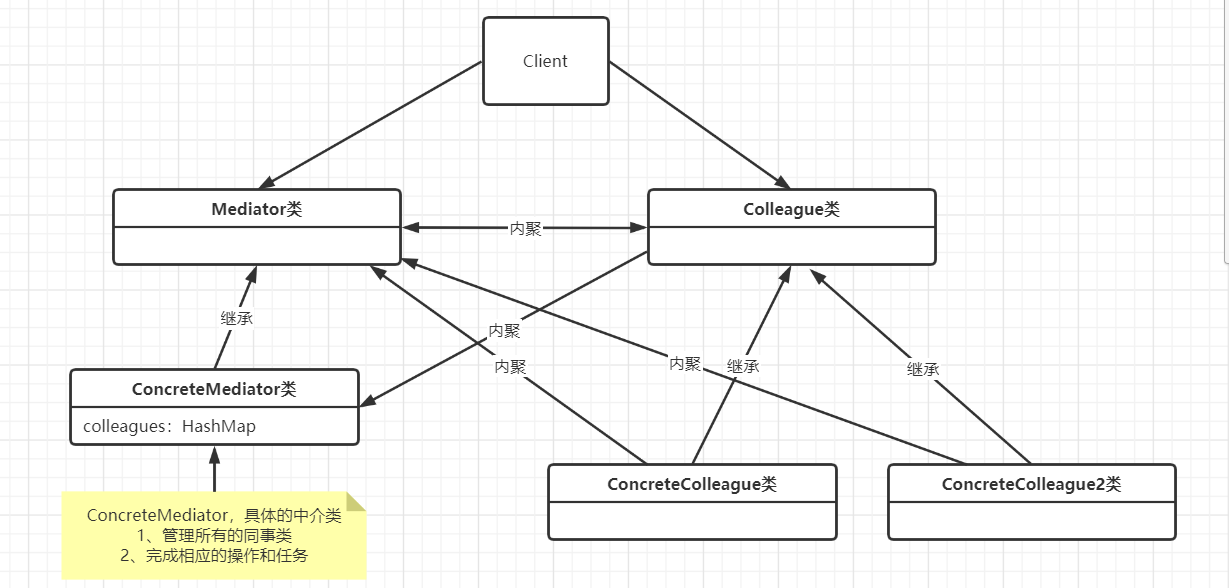 Client
Mediator类
Colleague类
内聚
继承
内聚
内聚
内聚
继承
继承
ConcreteMediator类
colleagues：HashMap
ConcreteColleague类
ConcreteColleague2类
ConcreteMediator，具体的中介类
1、管理所有的同事类
2、完成相应的操作和任务